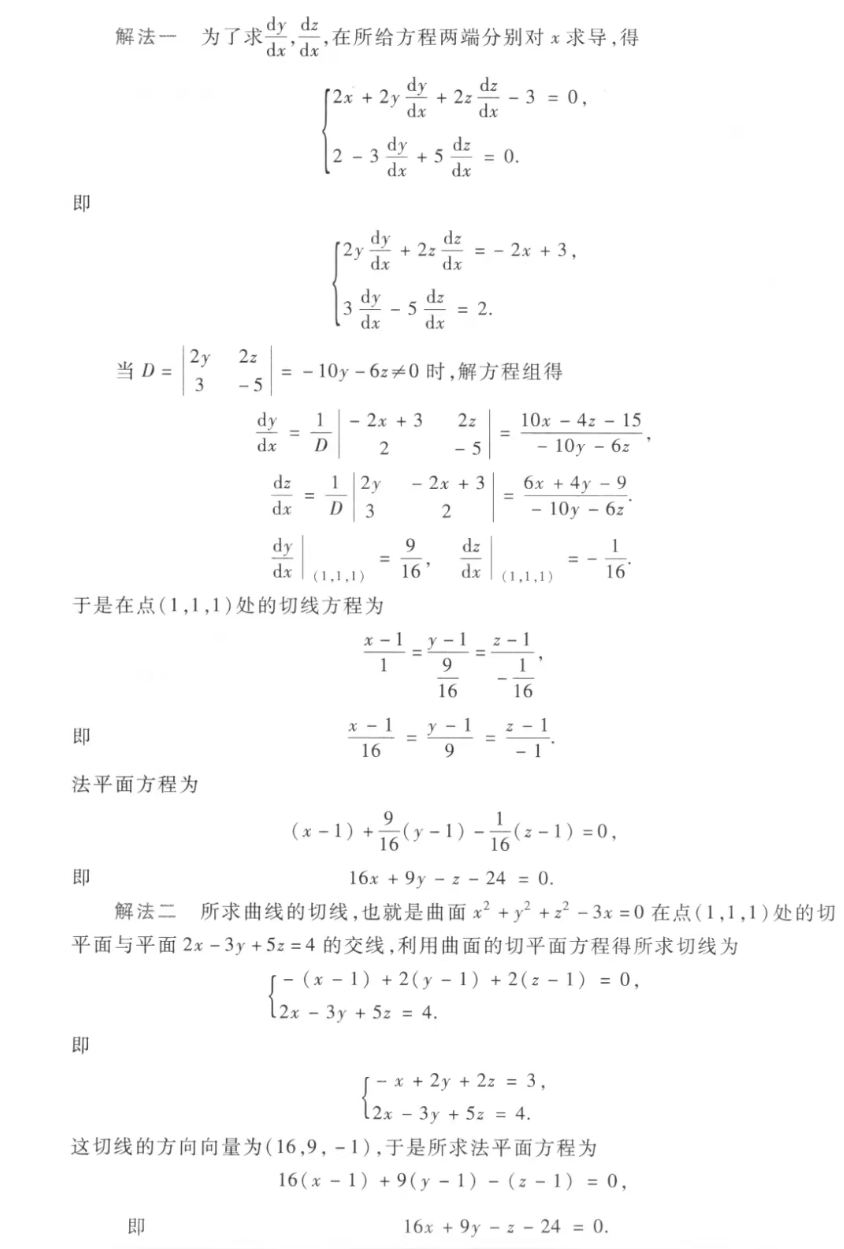 解法一 为了求$\frac{dy}{dx},\frac{dz}{dx}$,在所给方程两端分别对 x 求导,得
$\begin{cases}2x + 2y\frac{dy}{dx} + 2z\frac{dz}{dx} - 3 = 0, \\ 2 - 3\frac{dy}{dx} + 5\frac{dz}{dx} = 0.\end{cases}$
即
$\begin{cases}2y\frac{dy}{dx} + 2z\frac{dz}{dx} = -2x + 3, \\ 3\frac{dy}{dx} - 5\frac{dz}{dx} = 2.\end{cases}$
当 $D = \begin{vmatrix}2y & 2z \\ 3 & -5\end{vmatrix} = -10y - 6z \neq 0$ 时,解方程组得
$\frac{dy}{dx} = \frac{1}{D}\begin{vmatrix}-2x + 3 & 2z \\ 2 & -5\end{vmatrix} = \frac{10x - 4z - 15}{-10y - 6z},$
$\frac{dz}{dx} = \frac{1}{D}\begin{vmatrix}2y & -2x + 3 \\ 3 & 2\end{vmatrix} = \frac{6x + 4y - 9}{-10y - 6z}.$
$\frac{dy}{dx}\Big|_{(1,1,1)} = \frac{9}{16}, \frac{dz}{dx}\Big|_{(1,1,1)} = -\frac{1}{16}.$
于是在点(1,1,1)处的切线方程为
$\frac{x-1}{1} = \frac{y-1}{\frac{9}{16}} = \frac{z-1}{-\frac{1}{16}},$
即 $\frac{x-1}{16} = \frac{y-1}{9} = \frac{z-1}{-1}.$
法平面方程为
$(x-1) + \frac{9}{16}(y-1) - \frac{1}{16}(z-1) = 0,$
即 $16x + 9y - z - 24 = 0.$
解法二 所求曲线的切线,也就是曲面 $x^2 + y^2 + z^2 - 3x = 0$ 在点(1,1,1)处的切
平面与平面 $2x - 3y + 5z = 4$ 的交线,利用曲面的切平面方程得所求切线为
$\begin{cases}-(x-1) + 2(y-1) + 2(z-1) = 0, \\ 2x - 3y + 5z = 4.\end{cases}$
即
$\begin{cases}-x + 2y + 2z = 3, \\ 2x - 3y + 5z = 4.\end{cases}$
这切线的方向向量为(16,9,-1),于是所求法平面方程为
$16(x-1) + 9(y-1) - (z-1) = 0,$
即 $16x + 9y - z - 24 = 0.$